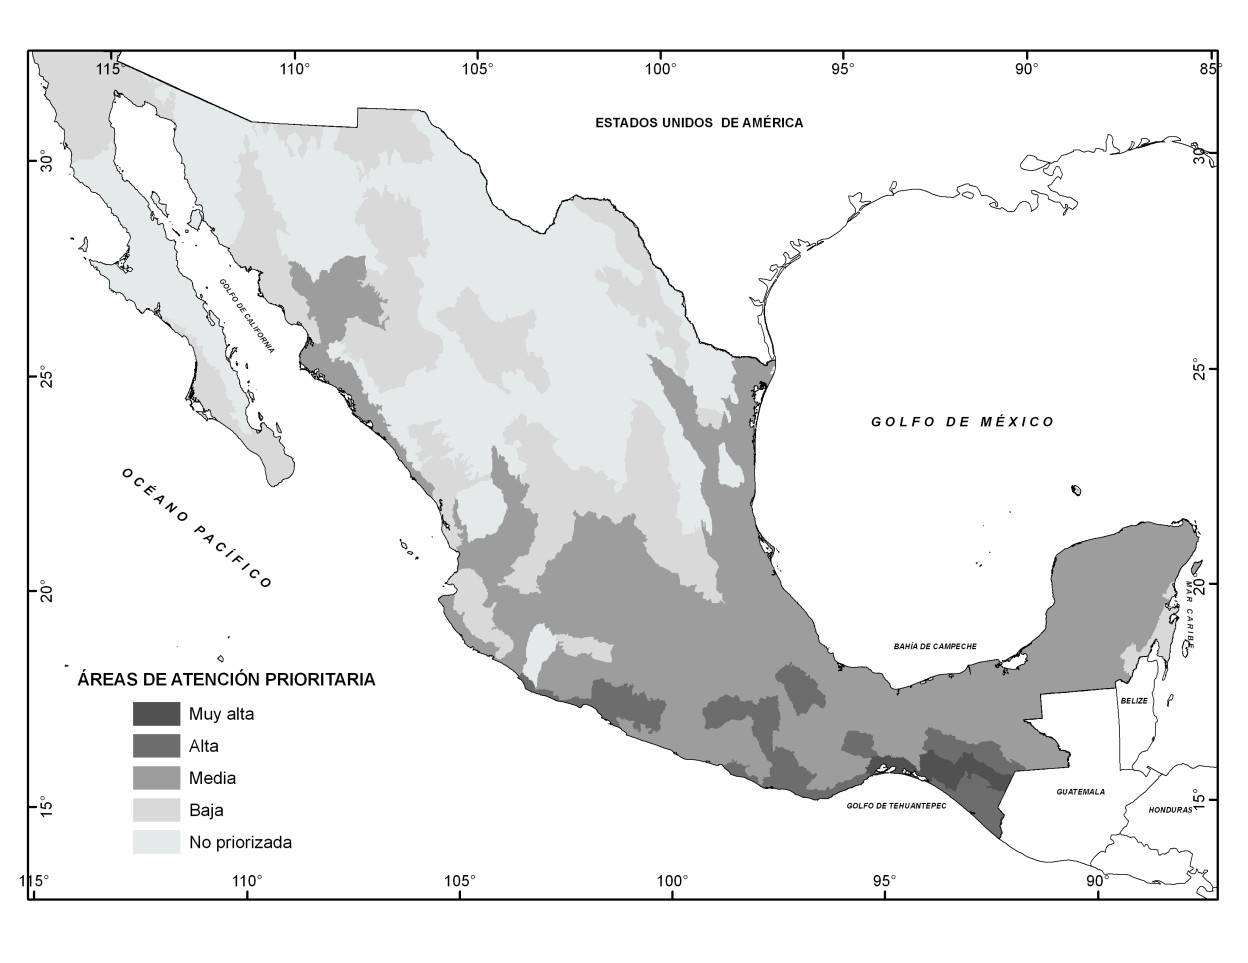 115° 110° 105° 100° 95° 90° 85°
ESTADOS UNIDOS DE AMÉRICA
30° 30°
GOLFO DE CALIFORNIA
25° 25°
GOLFO DE MÉXICO
OCÉANO PACÍFICO
20° 20°
MAR CARIBE
BAHÍA DE CAMPECHE
ÁREAS DE ATENCIÓN PRIORITARIA
Muy alta
Alta
Media
Baja
No priorizada
BELIZE
GUATEMALA
GOLFO DE TEHUANTEPEC
HONDURAS
15° 15°
115° 110° 105° 100° 95° 90°